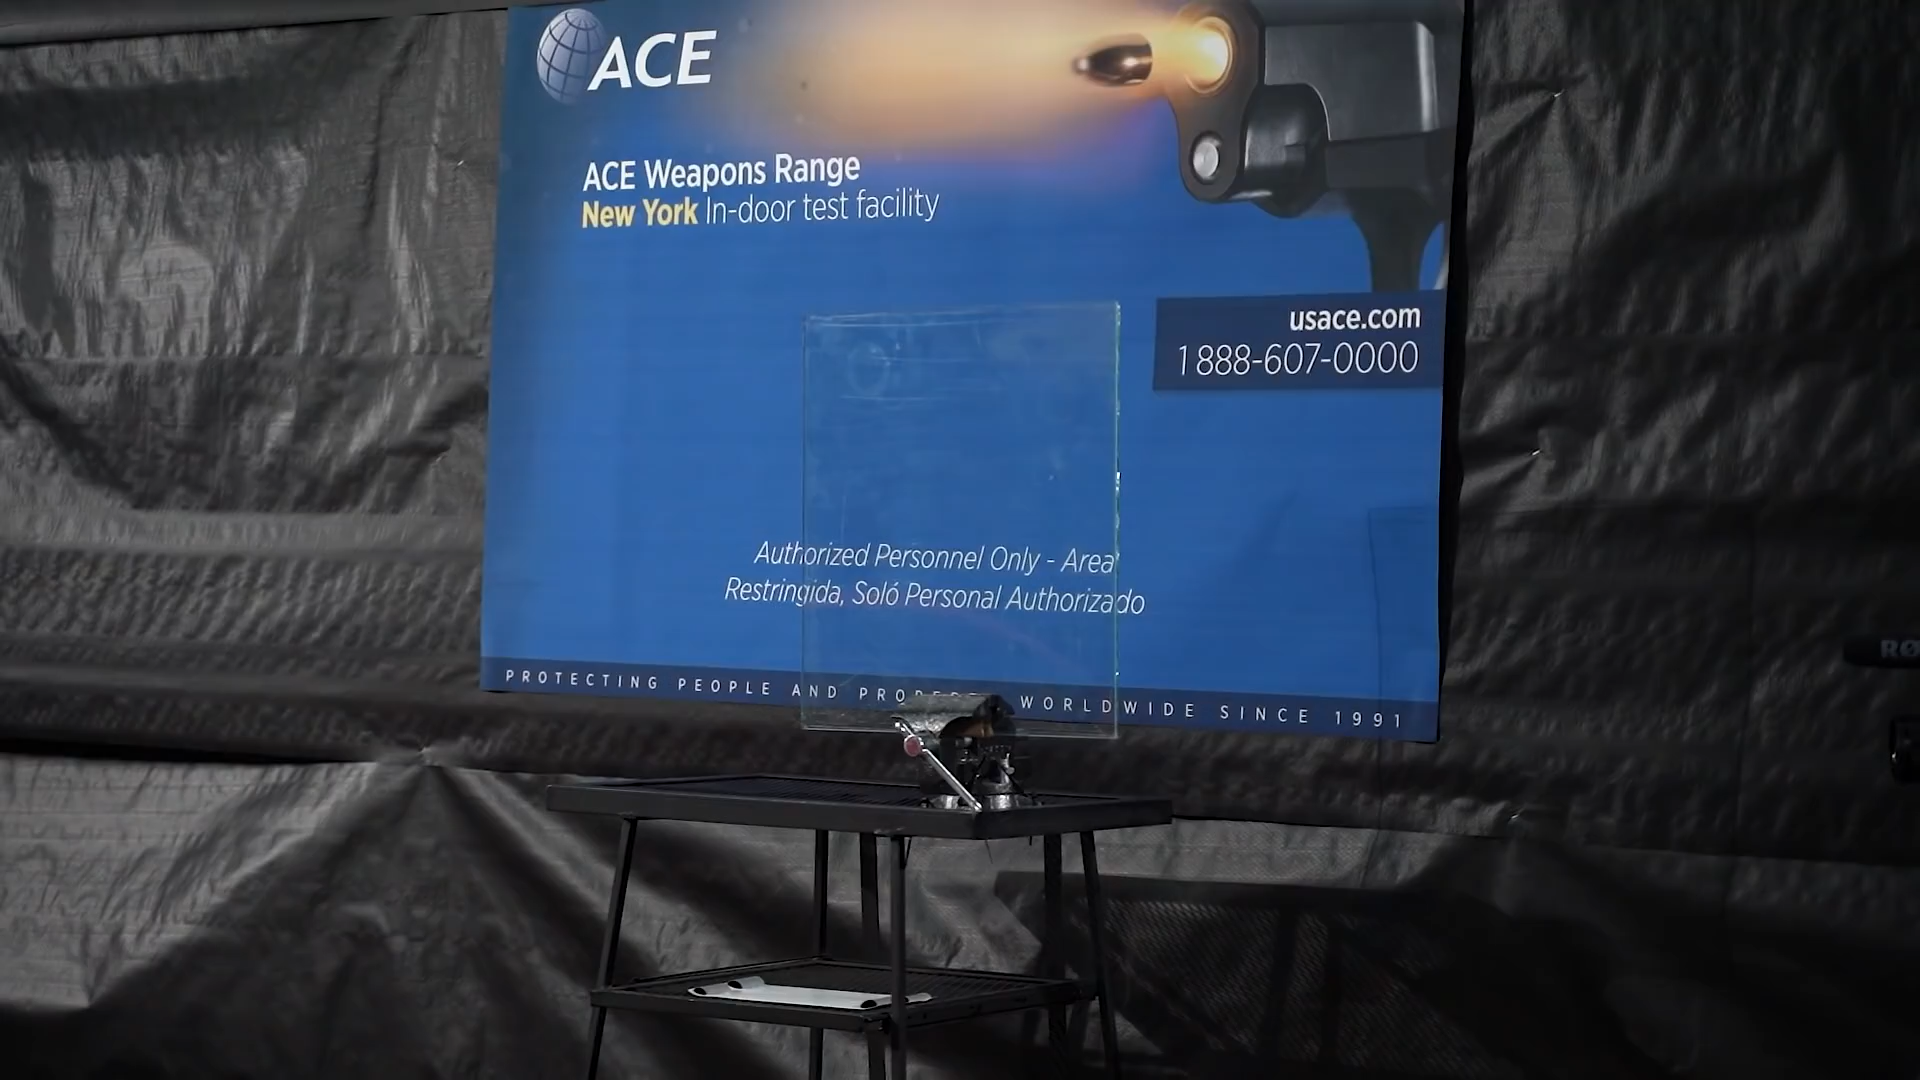 ACE
ACE Weapons Range
New York In-door test facility
usace.com
1 888-607-0000
Authorized Personnel Only - Area
Restringida, Soló Personal Authorizado
PROTECTING PEOPLE AND WORLDWIDE SINCE 1991